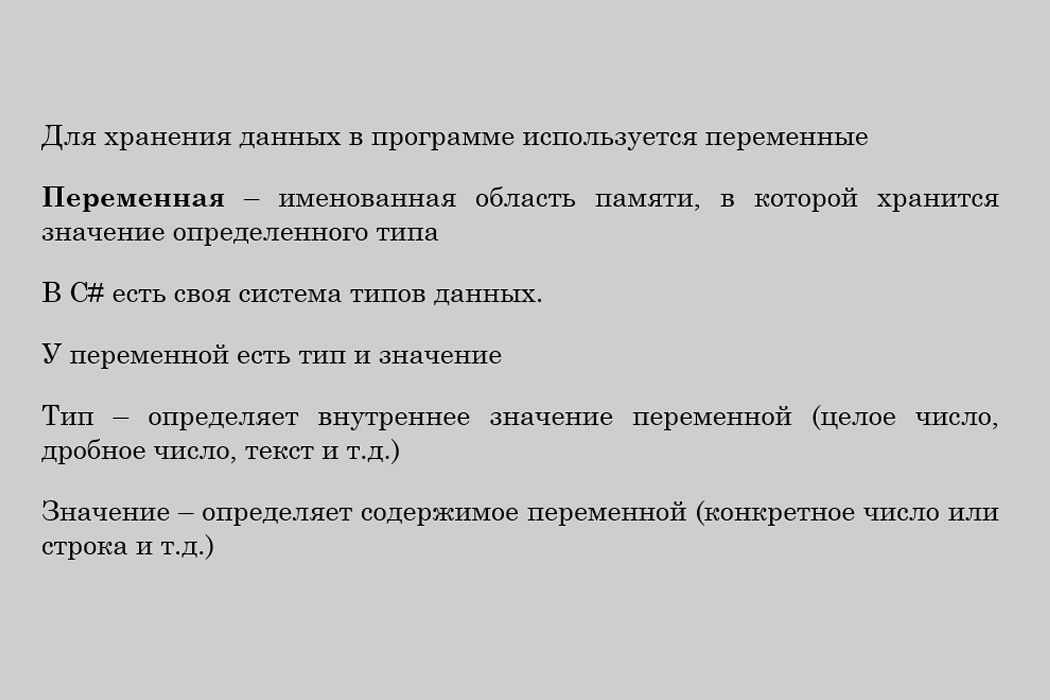 Для хранения данных в программе используется переменные
Переменная – именованная область памяти, в которой хранится
значение определенного типа
В C# есть своя система типов данных.
У переменной есть тип и значение
Тип – определяет внутреннее значение переменной (целое число,
дробное число, текст и т.д.)
Значение – определяет содержимое переменной (конкретное число или
строка и т.д.)